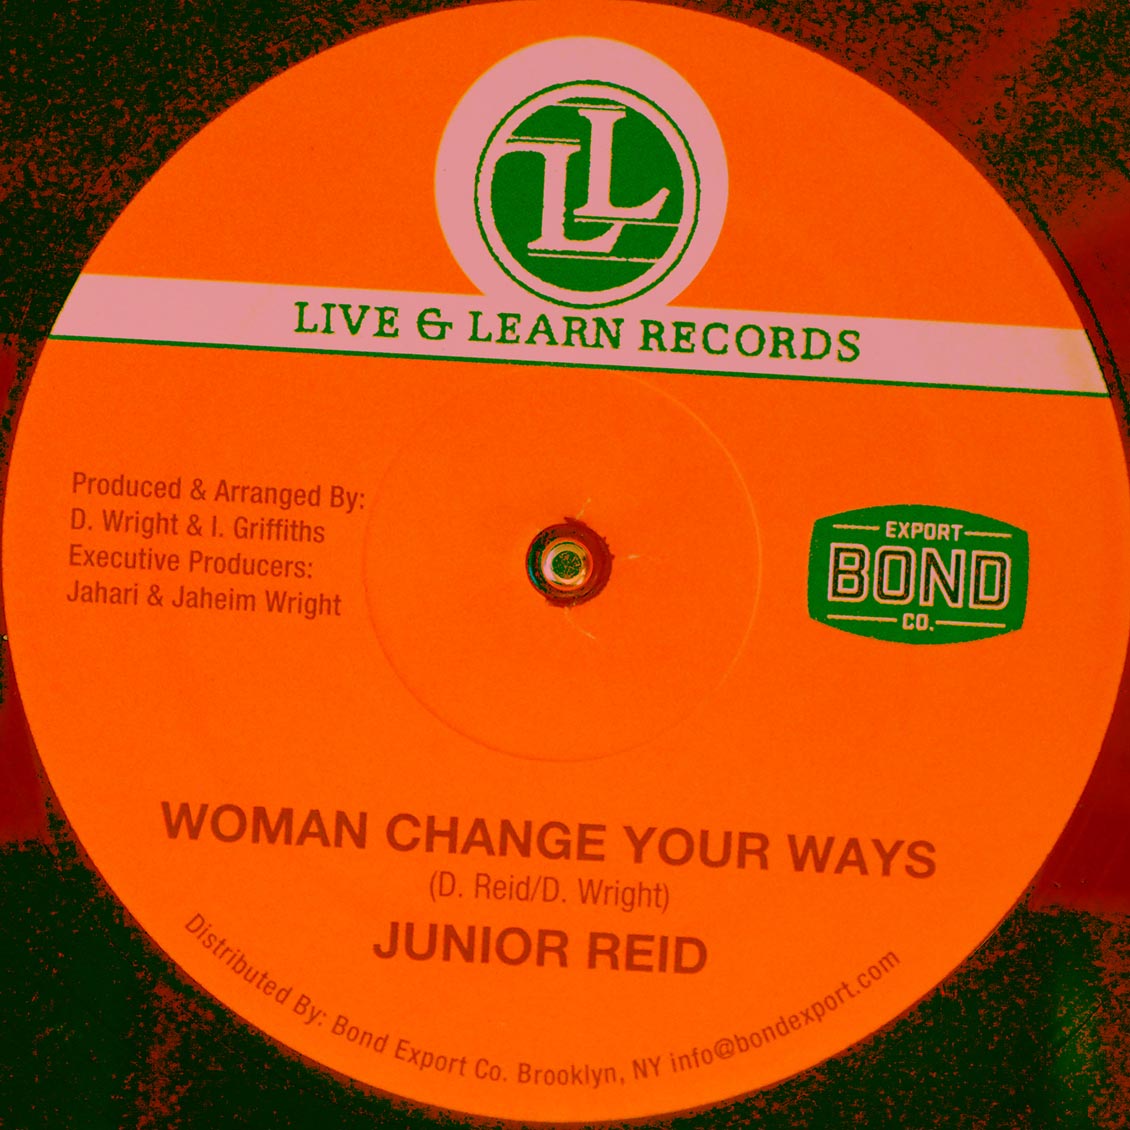 LL
LIVE & LEARN RECORDS
Produced & Arranged By:
D. Wright & I. Griffiths
Executive Producers:
Jahari & Jaheim Wright
EXPORT
BOND
CO.
WOMAN CHANGE YOUR WAYS
(D. Reid/D. Wright)
JUNIOR REID
Distributed By: Bond Export Co. Brooklyn, NY info@bondexport.com